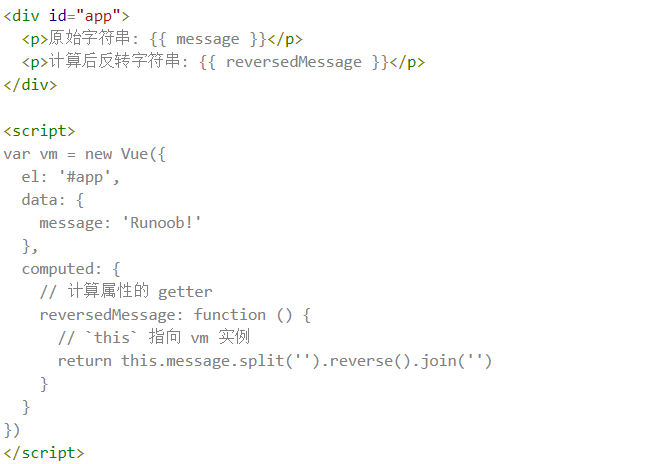 <div id="app">
  <p>原始字符串: {{ message }}</p>
  <p>计算后反转字符串: {{ reversedMessage }}</p>
</div>

<script>
var vm = new Vue({
  el: '#app',
  data: {
    message: 'Runoob!'
  },
  computed: {
    // 计算属性的 getter
    reversedMessage: function () {
      // `this` 指向 vm 实例
      return this.message.split('').reverse().join('')
    }
  }
})
</script>